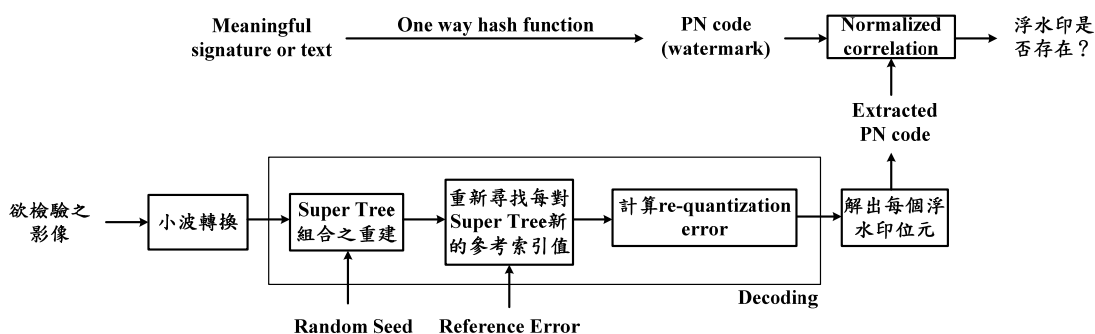 Meaningful
signature or text
One way hash function
PN code
(watermark)
Normalized
correlation
浮水印是
否存在?
Extracted
PN code
欲檢驗之
影像
小波轉換
Super Tree
組合之重建
重新尋找每對
Super Tree新
的參考索引值
計算re-quantization
error
解出每個浮
水印位元
Decoding
Random Seed
Reference Error